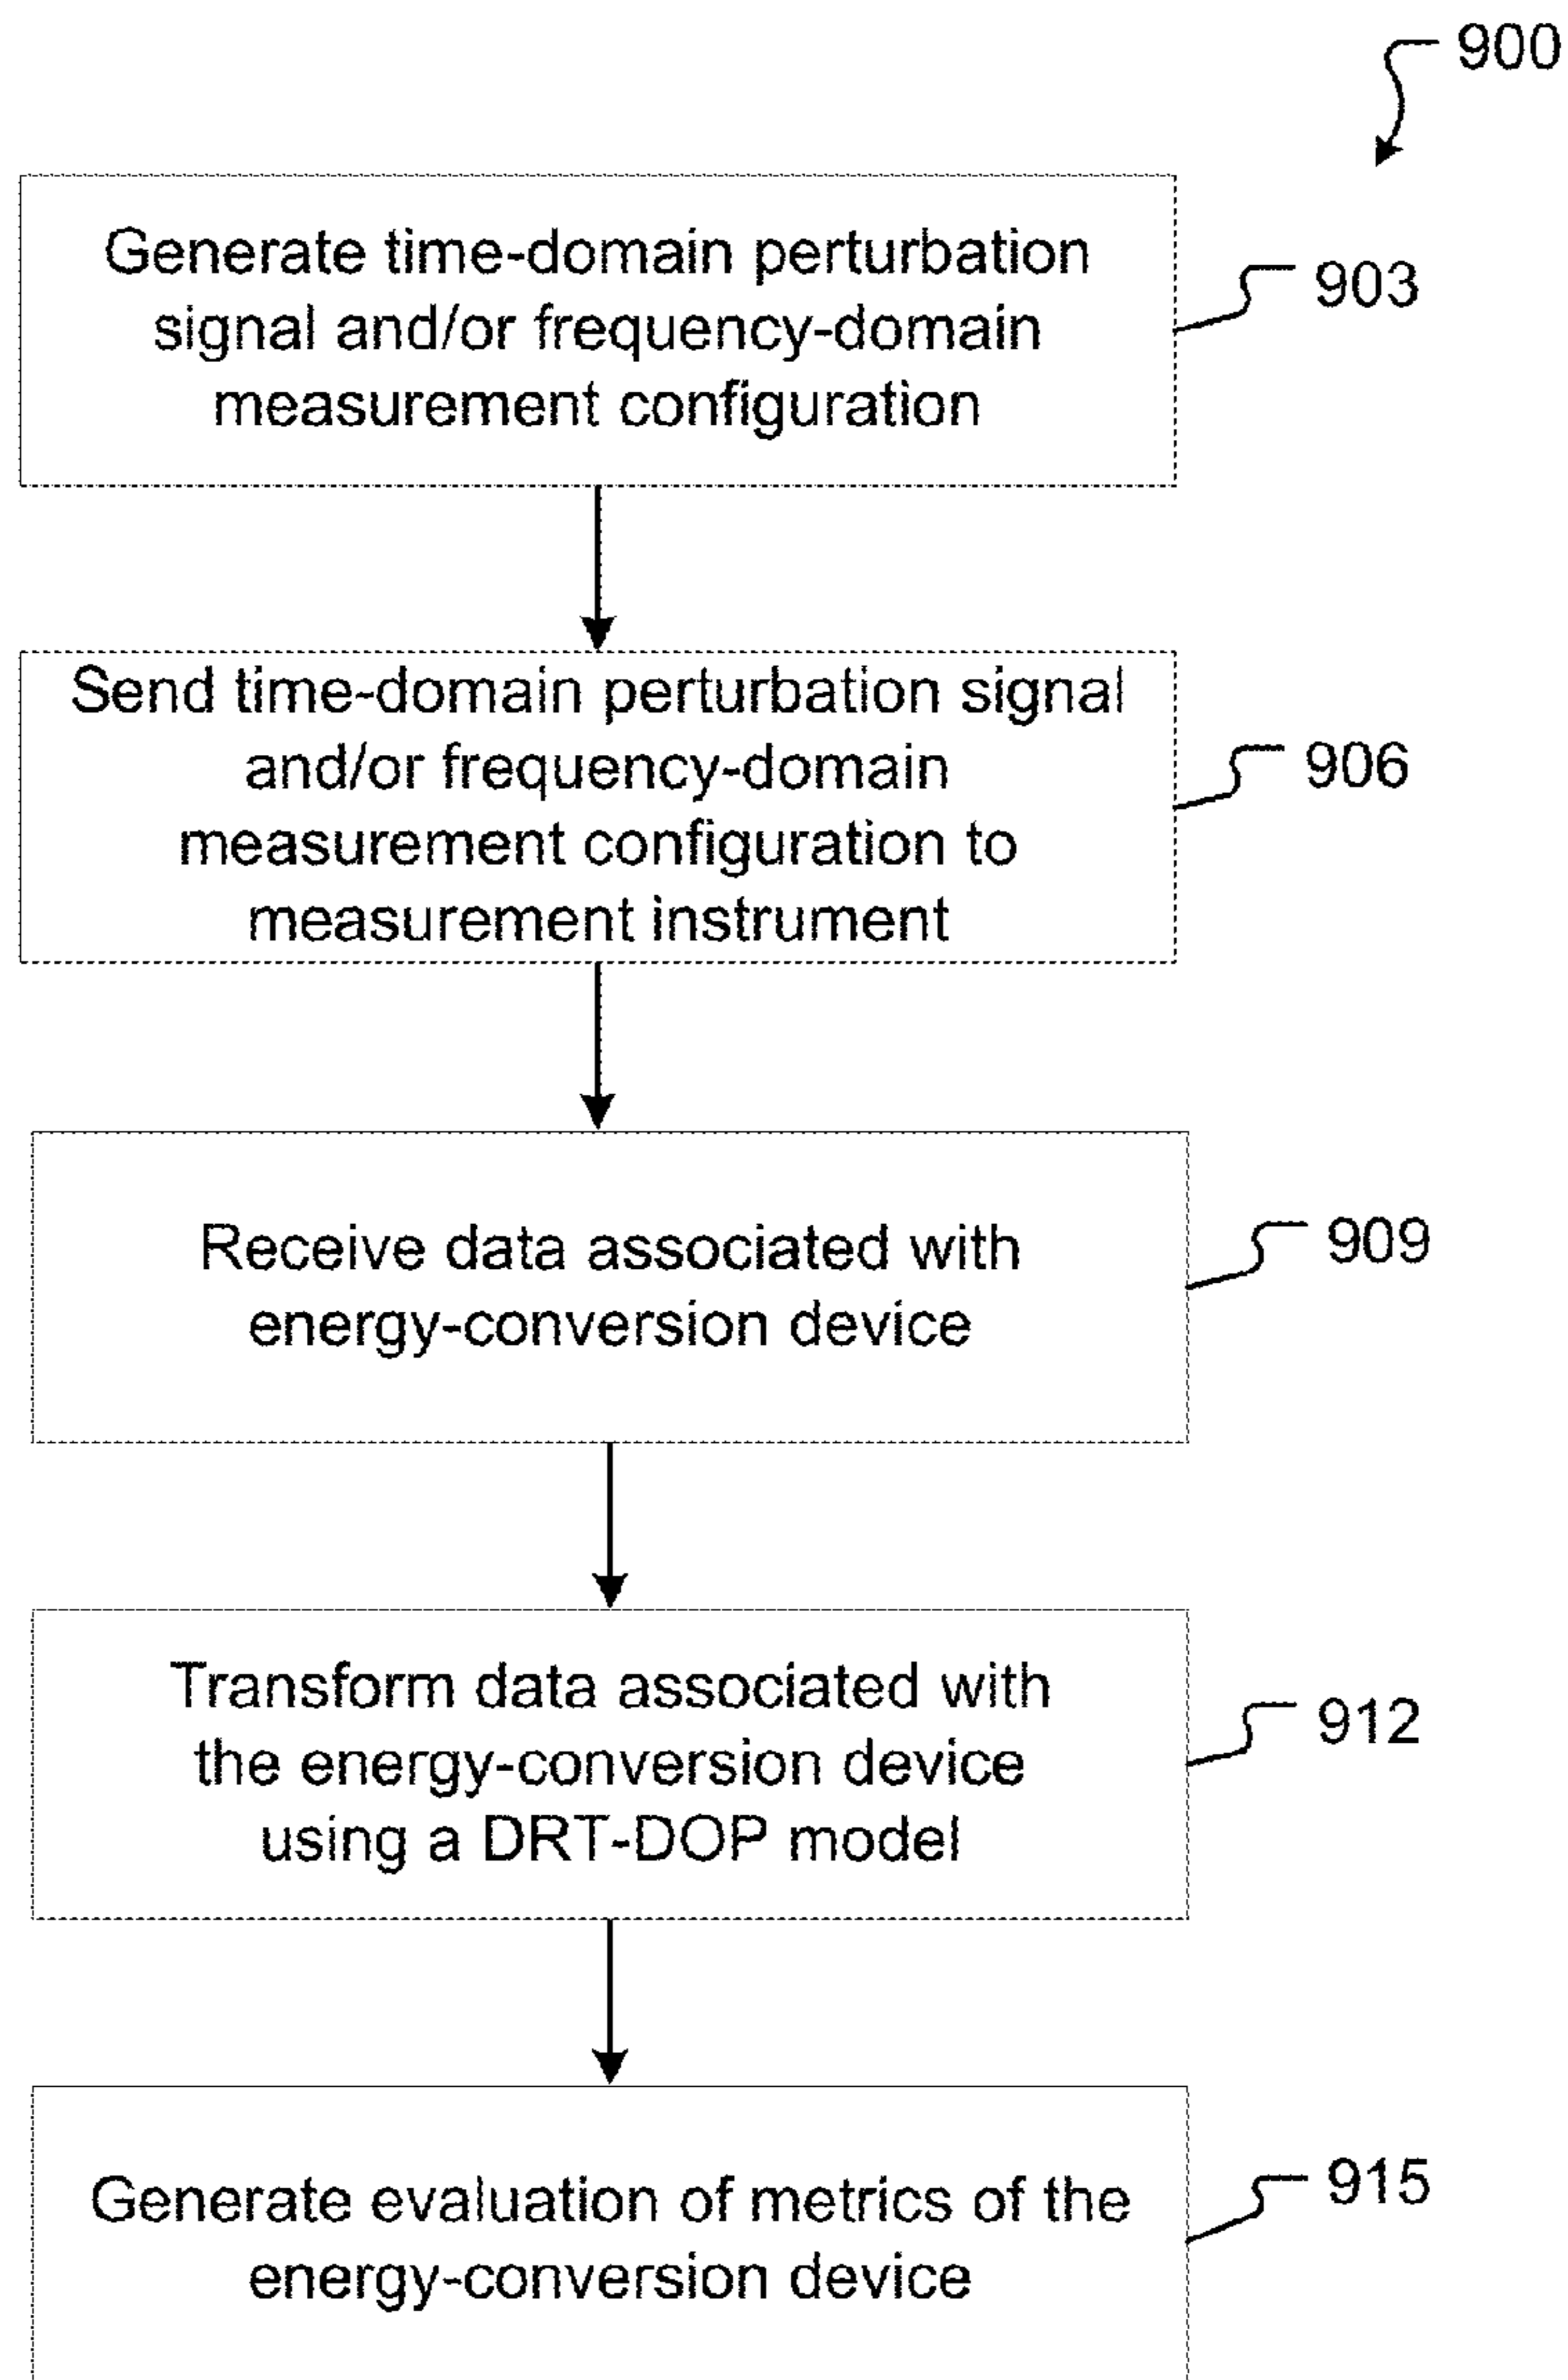 900
Generate time-domain perturbation
signal and/or frequency-domain
measurement configuration
903
Send time-domain perturbation signal
and/or frequency-domain
measurement configuration to
measurement instrument
906
Receive data associated with
energy-conversion device
909
Transform data associated with
the energy-conversion device
using a DRT-DOP model
912
Generate evaluation of metrics of the
energy-conversion device
915